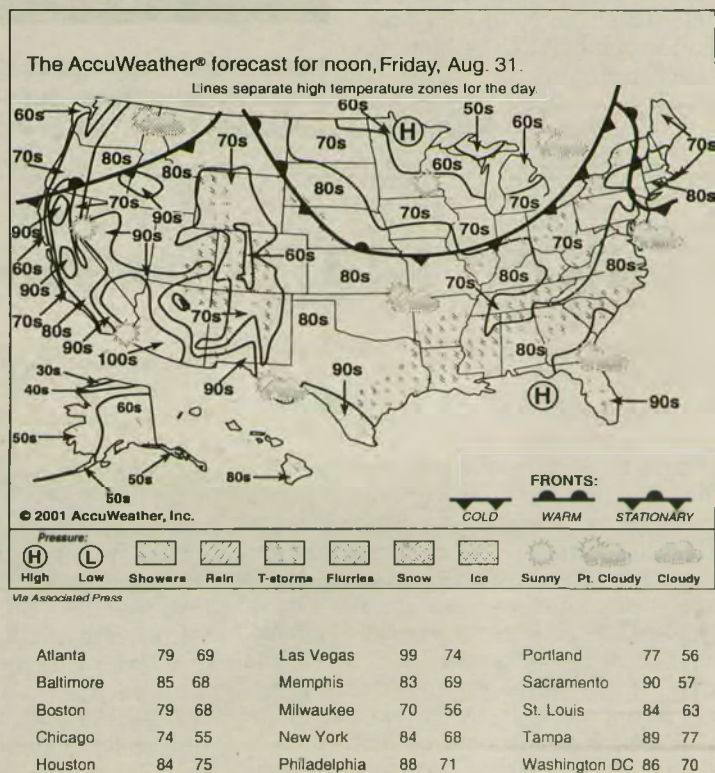 The AccuWeather® forecast for noon, Friday, Aug. 31.
Lines separate high temperature zones for the day.
60s
60s
50s
60s
70s
80s
80s
70s
70s
60s
70s
80s
70s
90s
80s
70s
70s
80s
90s
90s
60s
70s
70s
60s
80s
70s
80s
80s
90s
70s
80s
80s
70s
90s
100s
90s
90s
80s
90s
30s
40s
60s
50s
50s
50s
80s
FRONTS:
COLD WARM STATIONARY
© 2001 AccuWeather, Inc.
Pressure:
H L
High Low Showers Rain T-storms Flurries Snow Ice Sunny Pt. Cloudy Cloudy
Via Associated Press
H
H
Atlanta 79 69 Las Vegas 99 74 Portland 77 56
Baltimore 85 68 Memphis 83 69 Sacramento 90 57
Boston 79 68 Milwaukee 70 56 St. Louis 84 63
Chicago 74 55 New York 84 68 Tampa 89 77
Houston 84 75 Philadelphia 88 71 Washington DC 86 70